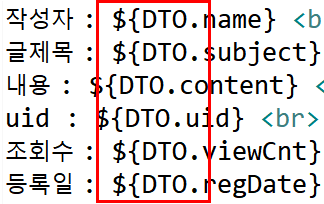 작성자 : ${DTO.name} <b
글제목 : ${DTO.subject}
내용 : ${DTO.content} <
uid : ${DTO.uid} <br>
조회수 : ${DTO.viewCnt}
등록일 : ${DTO.regDate}